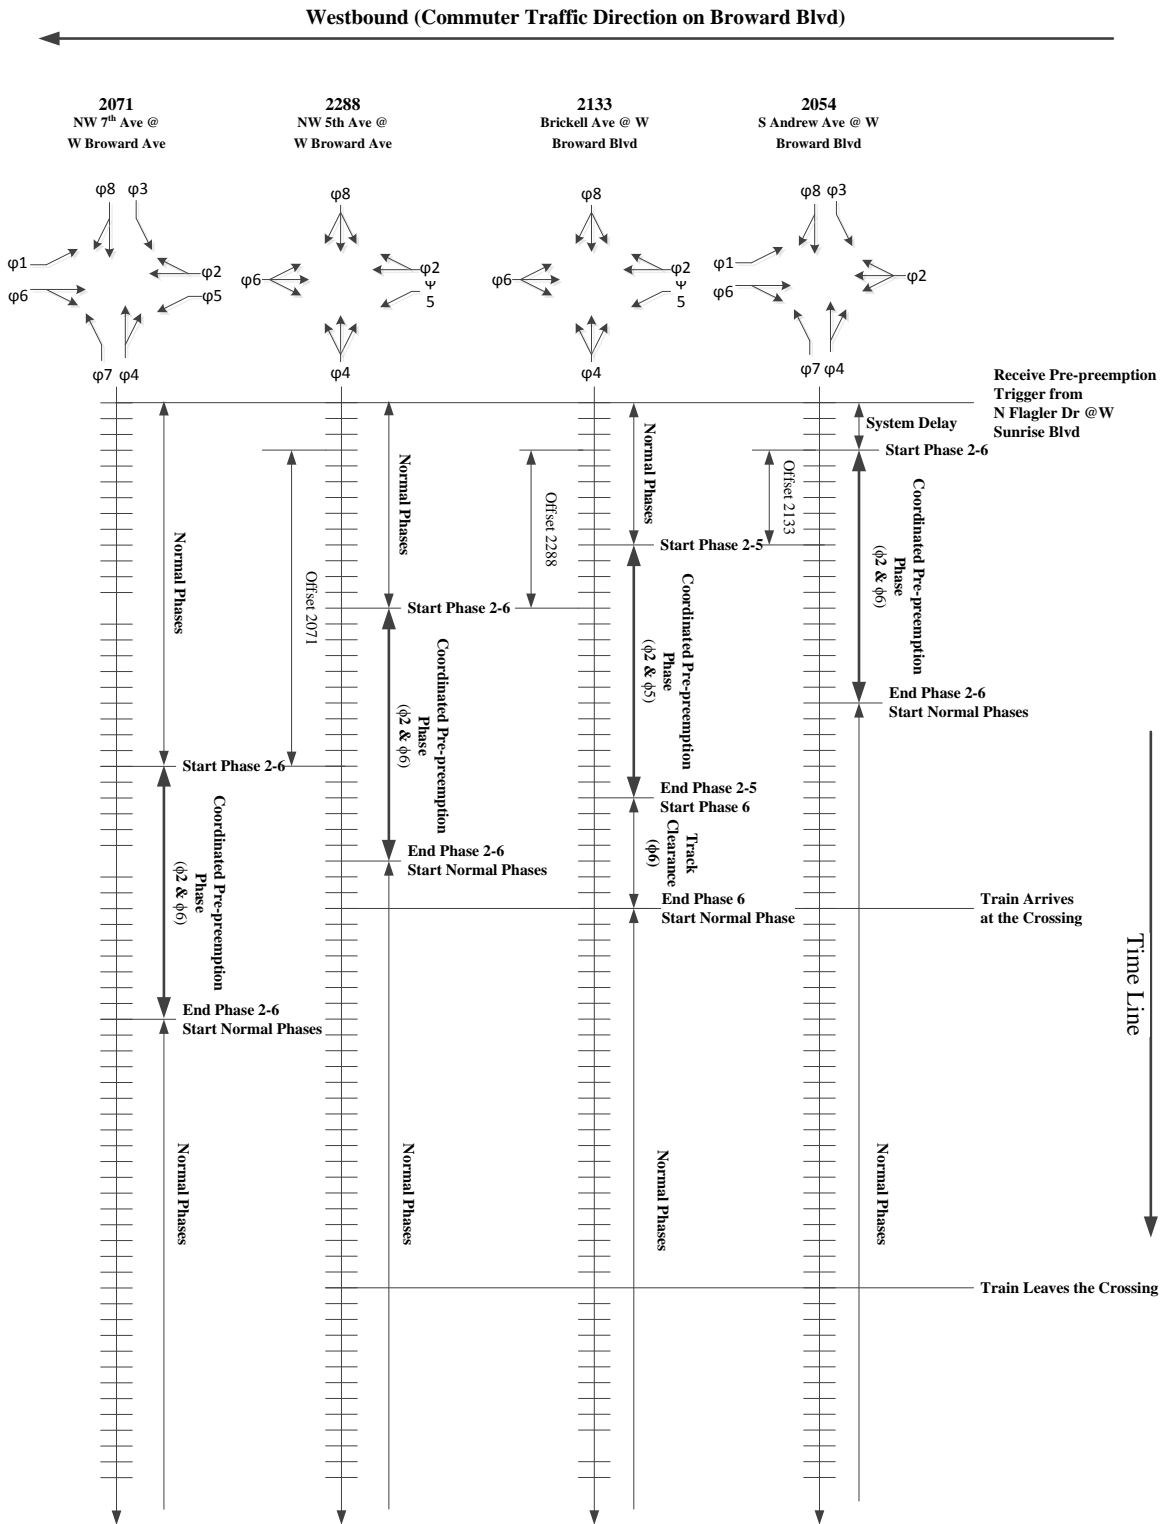 Westbound (Commuter Traffic Direction on Broward Blvd)
2071
NW 7th Ave @
W Broward Ave
2288
NW 5th Ave @
W Broward Ave
2133
Brickell Ave @ W
Broward Blvd
2054
S Andrew Ave @ W
Broward Blvd
φ8 φ3
φ1
φ6
φ2
φ5
φ7 φ4
φ8
φ6
φ2
Ψ
5
φ4
φ8
φ6
φ2
Ψ
5
φ4
φ8 φ3
φ1
φ6
φ2
φ7 φ4
Receive Pre-preemption
Trigger from
N Flagler Dr @W
Sunrise Blvd
Normal Phases
Start Phase 2-6
Coordinated Pre-preemption
Phase
(ϕ2 & ϕ6)
End Phase 2-6
Start Normal Phases
Normal Phases
Offset 2071
Normal Phases
Start Phase 2-6
Coordinated Pre-preemption
Phase
(ϕ2 & ϕ6)
End Phase 2-6
Start Normal Phases
Normal Phases
Offset 2288
Normal Phases
Start Phase 2-5
Coordinated Pre-preemption
Phase
(ϕ2 & ϕ5)
End Phase 2-5
Start Phase 6
Track
Clearance
(ϕ6)
End Phase 6
Start Normal Phase
Normal Phases
Offset 2133
System Delay
Start Phase 2-6
Coordinated Pre-preemption
Phase
(ϕ2 & ϕ6)
End Phase 2-6
Start Normal Phases
Normal Phases
Train Arrives
at the Crossing
Train Leaves the Crossing
Time Line